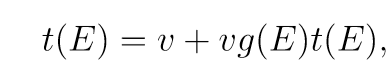 t(E) = v + vg(E)t(E),